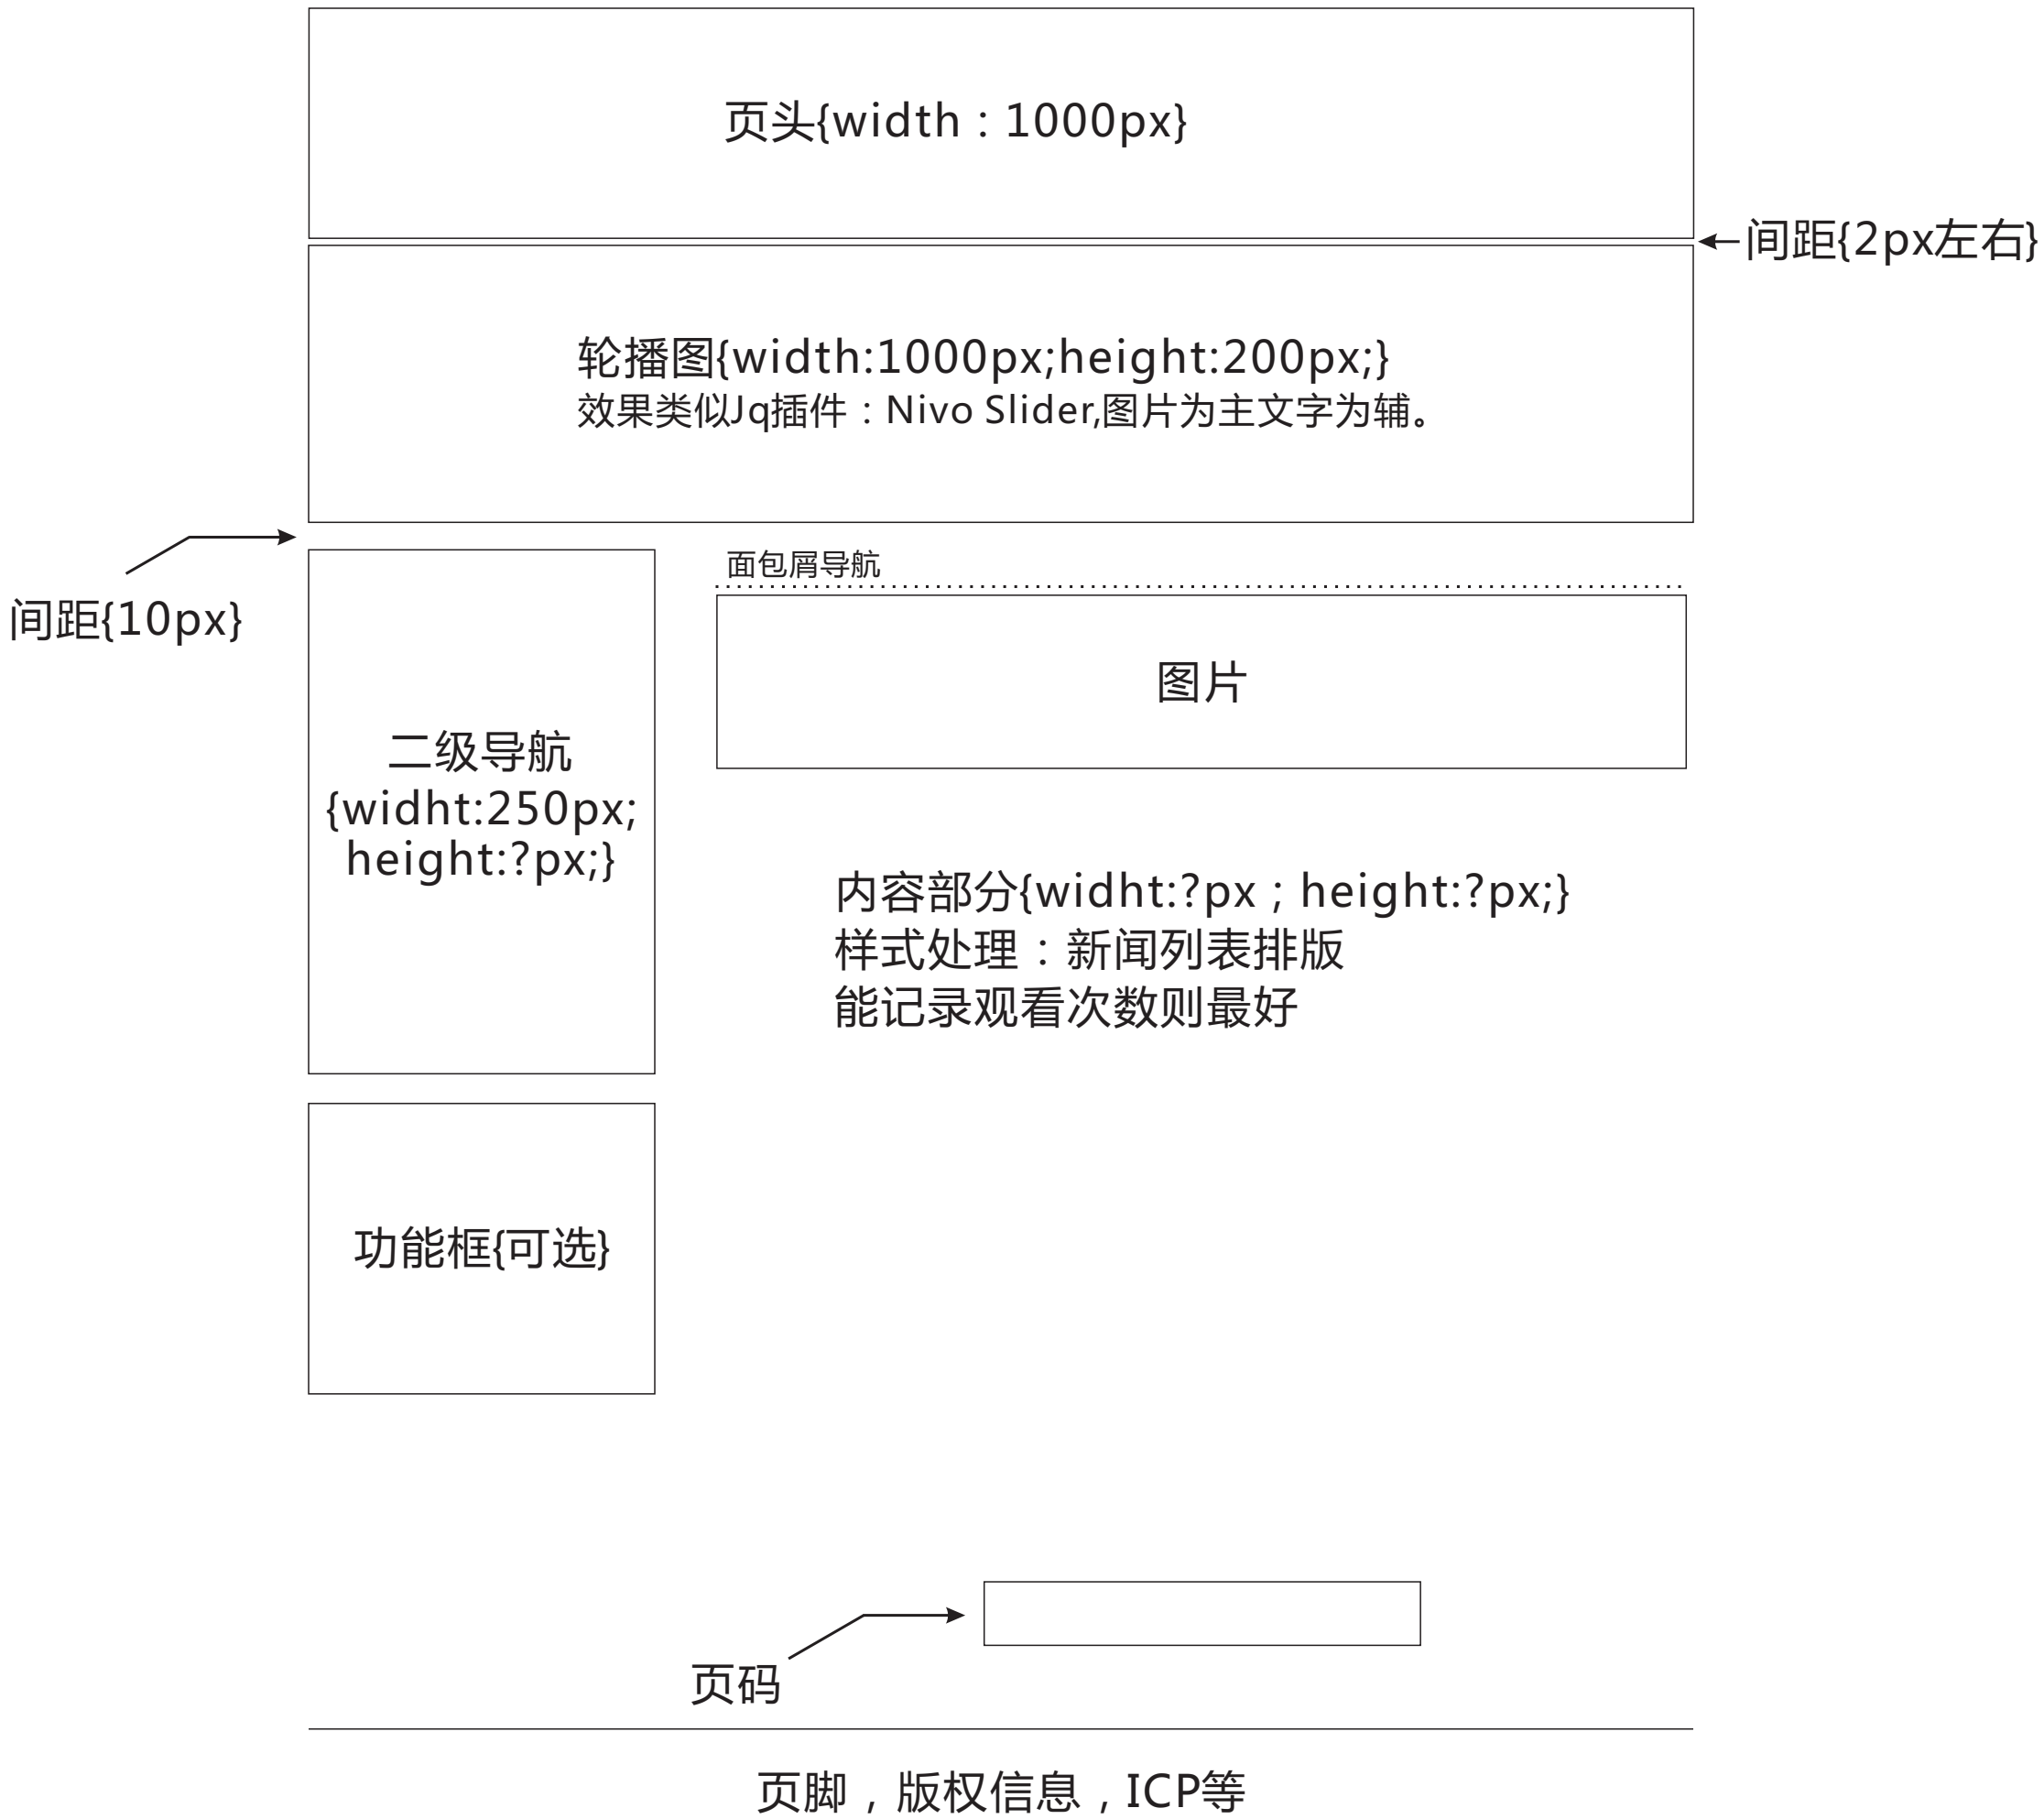 页头{width：1000px}
间距{2px左右}
轮播图{width:1000px;height:200px;}
效果类似Jq插件：Nivo Slider,图片为主文字为辅。
间距{10px}
面包屑导航
图片
二级导航
{widht:250px;
height:?px;}
内容部分{widht:?px；height:?px;}
样式处理：新闻列表排版
能记录观看次数则最好
功能框{可选}
页码
页脚，版权信息，ICP等